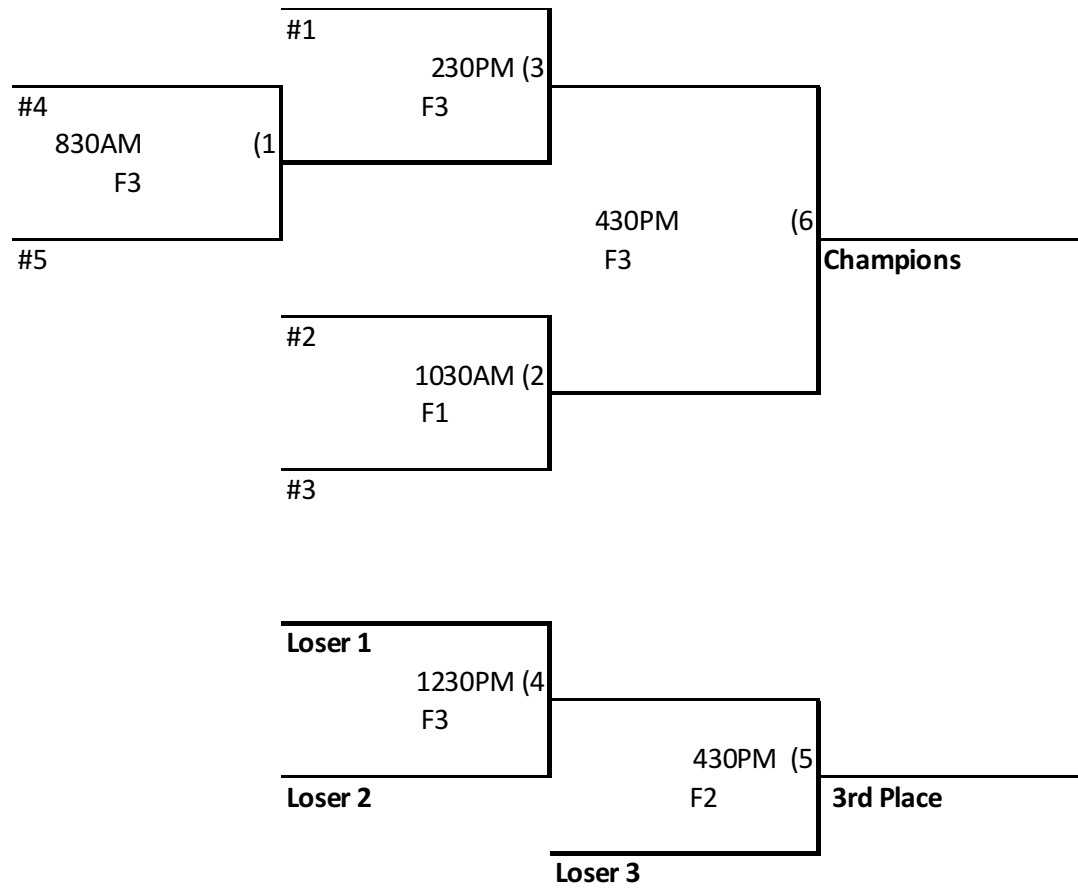 #1
230PM (3
F3
#4
830AM (1
F3
#5
430PM (6
F3
Champions
#2
1030AM (2
F1
#3
Loser 1
1230PM (4
F3
Loser 2
430PM (5
F2
3rd Place
Loser 3